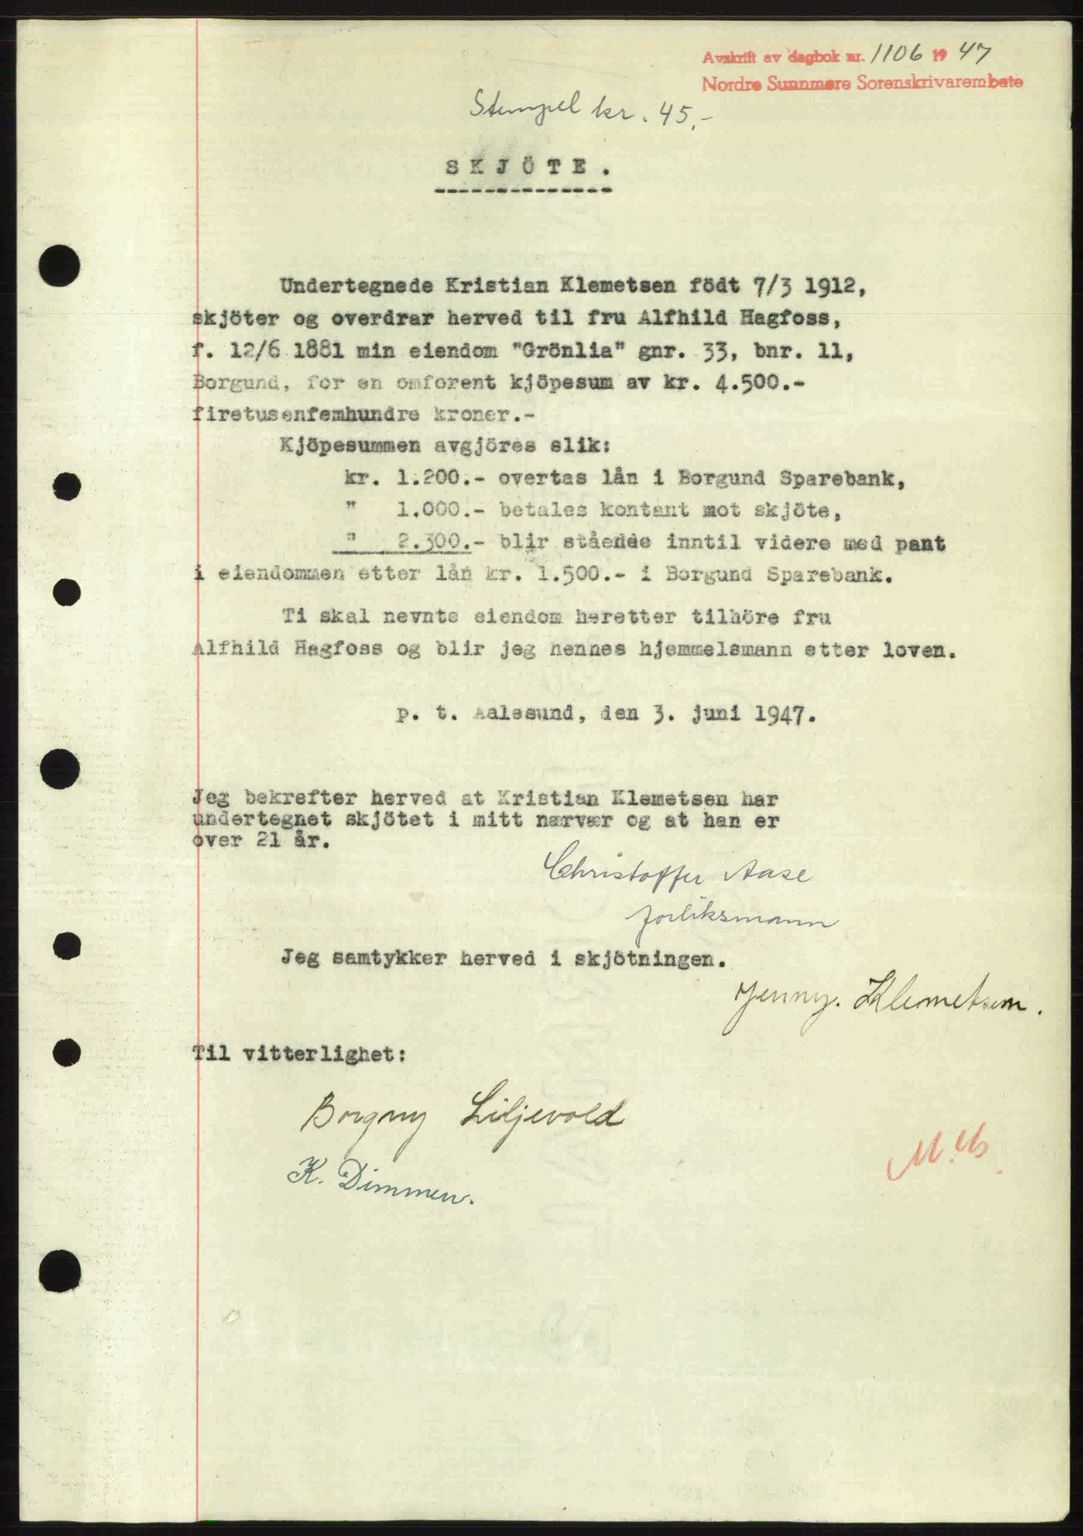 Avskrift av dagbok nr. 1106 19 47
Nordre Sunnmøre Sorenskrivarembete
Stempel kr. 45,-
SKJÖTE.
Undertegnede Kristian Klemetsen födt 7/3 1912,
skjöter og overdrar herved til fru Alfhild Hagfoss,
f. 12/6 1881 min eiendom "Grönlia" gnr. 33, bnr. 11,
Borgund, for en omforent kjöpesum av kr. 4.500.-
firetusenfemhundre kroner.-
Kjöpesummen avgjöres slik:
kr. 1.200.- overtas lån i Borgund Sparebank,
" 1.000.- betales kontant mot skjöte,
" 2.300.- blir stående inntil videre med pant
i eiendommen etter lån kr. 1.500.- i Borgund Sparebank.
Ti skal nevnte eiendom heretter tilhöre fru
Alfhild Hagfoss og blir jeg hennes hjemmelsmann etter loven.
p. t. Aalesund, den 3. juni 1947.
Jeg bekrefter herved at Kristian Klemetsen har
undertegnet skjötet i mitt nærvær og at han er
over 21 år.
Christoffer Aase
forliksmann
Jeg samtykker herved i skjötningen.
Jenny. Klemetsen.
Til vitterlighet:
Borgny Liljevold
K. Dimmen.